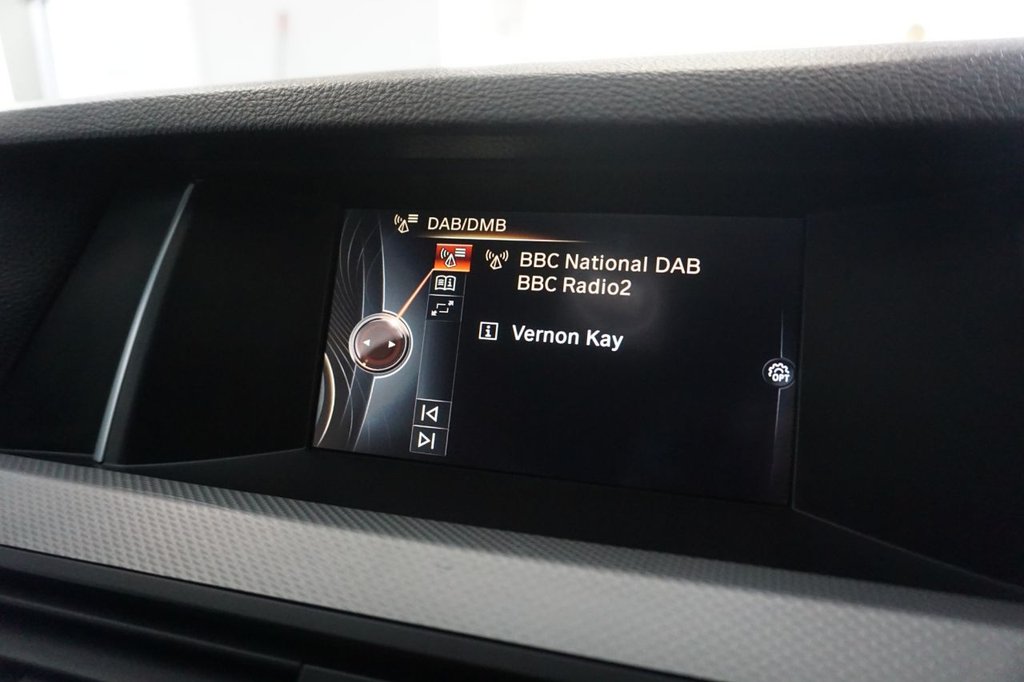 DAB/DMB
BBC National DAB
BBC Radio2
i Vernon Kay
OPT